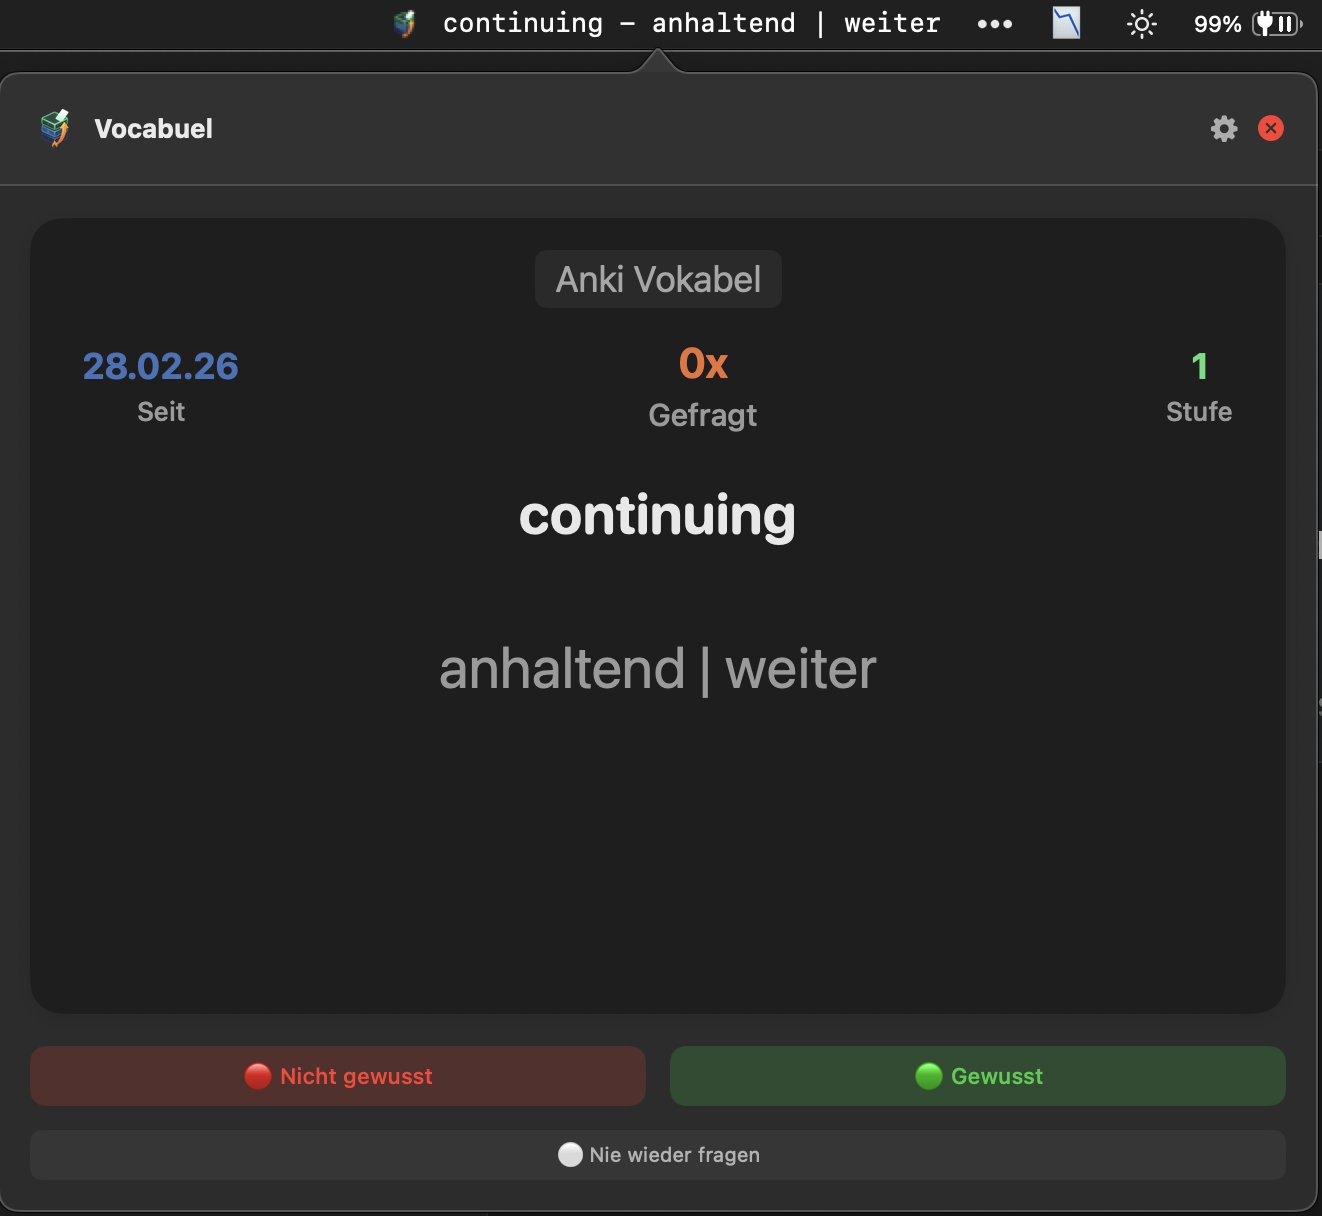 continuing – anhaltend | weiter ••• 99%
Vocabuel
Anki Vokabel
28.02.26 0x 1
Seit Gefragt Stufe
continuing
anhaltend | weiter
Nicht gewusst Gewusst
Nie wieder fragen